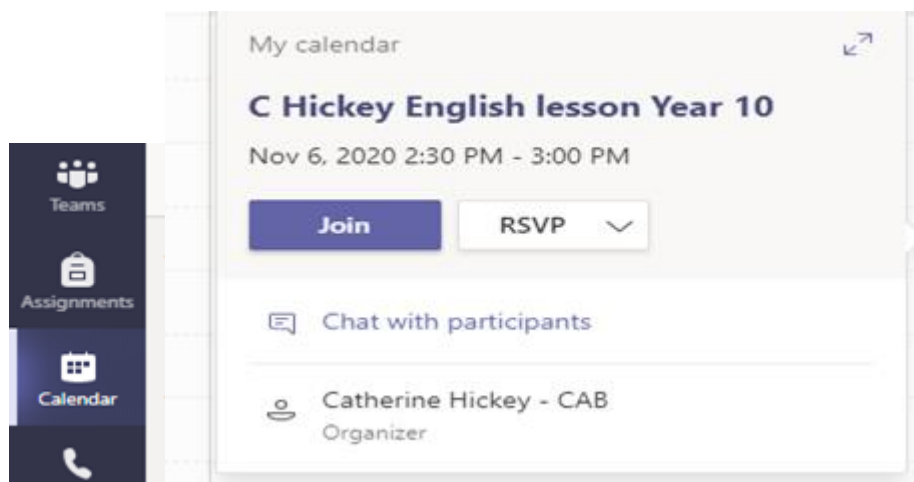 Teams
Assignments
Calendar
My calendar
C Hickey English lesson Year 10
Nov 6, 2020 2:30 PM - 3:00 PM
Join
RSVP
Chat with participants
Catherine Hickey - CAB
Organizer